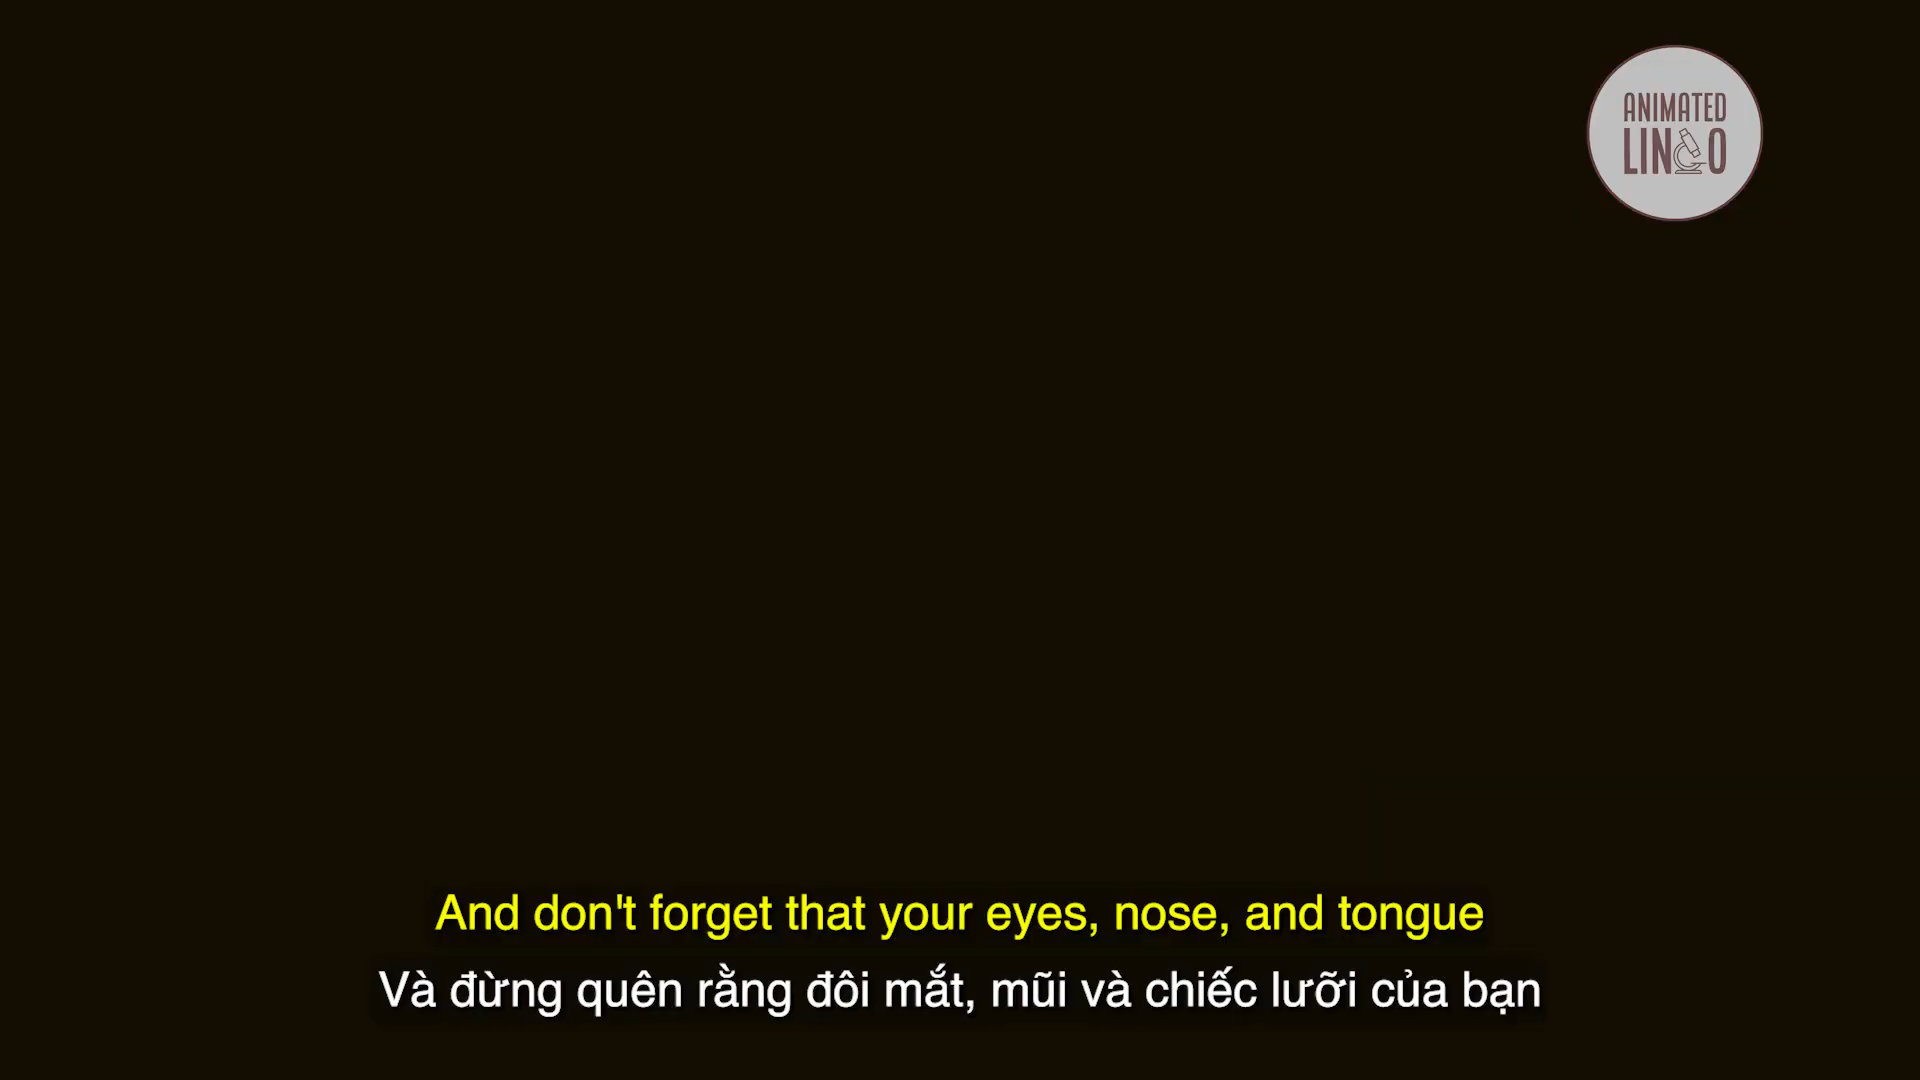 ANIMATED
LINGO
And don't forget that your eyes, nose, and tongue
Và đừng quên rằng đôi mắt, mũi và chiếc lưỡi của bạn